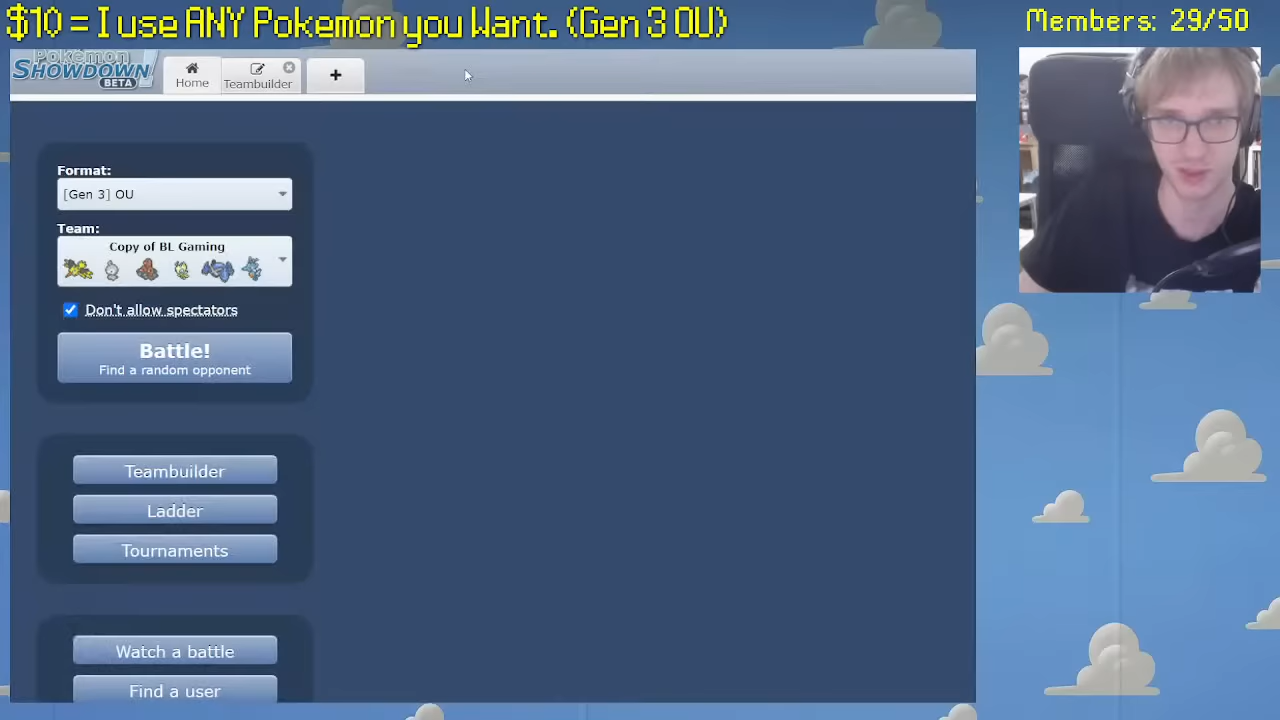 $10 = I use ANY Pokemon you Want. (Gen 3 OU)
Members: 29/50
Pokémon
SHOWDOWN
BETA
Home
Teambuilder
+
Format:
[Gen 3] OU
Team:
Copy of BL Gaming
Don't allow spectators
Battle!
Find a random opponent
Teambuilder
Ladder
Tournaments
Watch a battle
Find a user